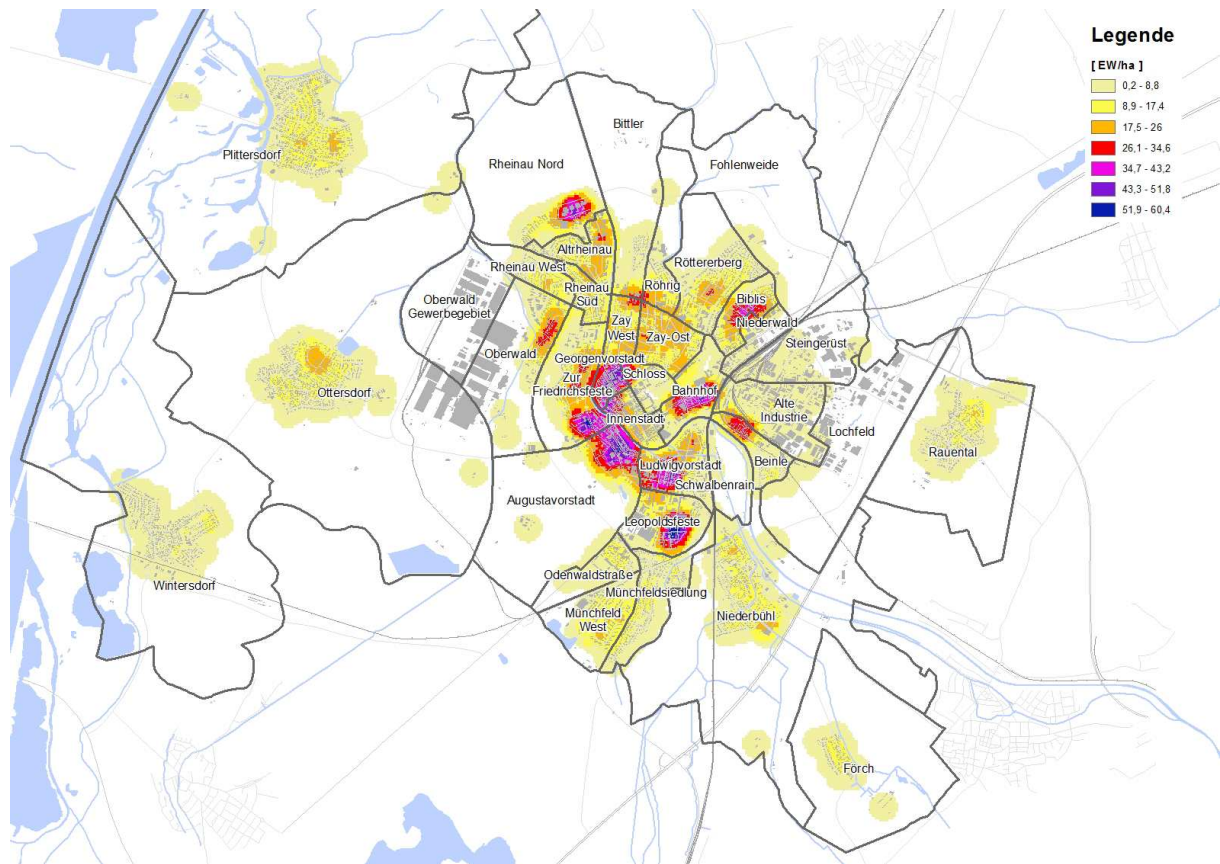 Legende
[ EW/ha ]
0,2 - 8,8
8,9 - 17,4
17,5 - 26
26,1 - 34,6
34,7 - 43,2
43,3 - 51,8
51,9 - 60,4
Bittler
Plittersdorf
Rheinau Nord
Fohlenweide
Altrheinau
Rheinau West
Röttererberg
Rheinau
Süd
Röhrig
Oberwald
Gewerbegebiet
Biblis
Niederwald
Zay
West
Zay-Ost
Steingerüst
Oberwald
Georgenvorstadt
Schloss
Zur
Friedrichsfeste
Bahnhof
Ottersdorf
Alte
Industrie
Innenstadt
Lochfeld
Rauental
Ludwigvorstadt
Beinle
Schwalbenrain
Augustavorstadt
Leopoldsfeste
Odenwaldstraße
Wintersdorf
Münchfeldsiedlung
Münchfeld
West
Niederbühl
Förch